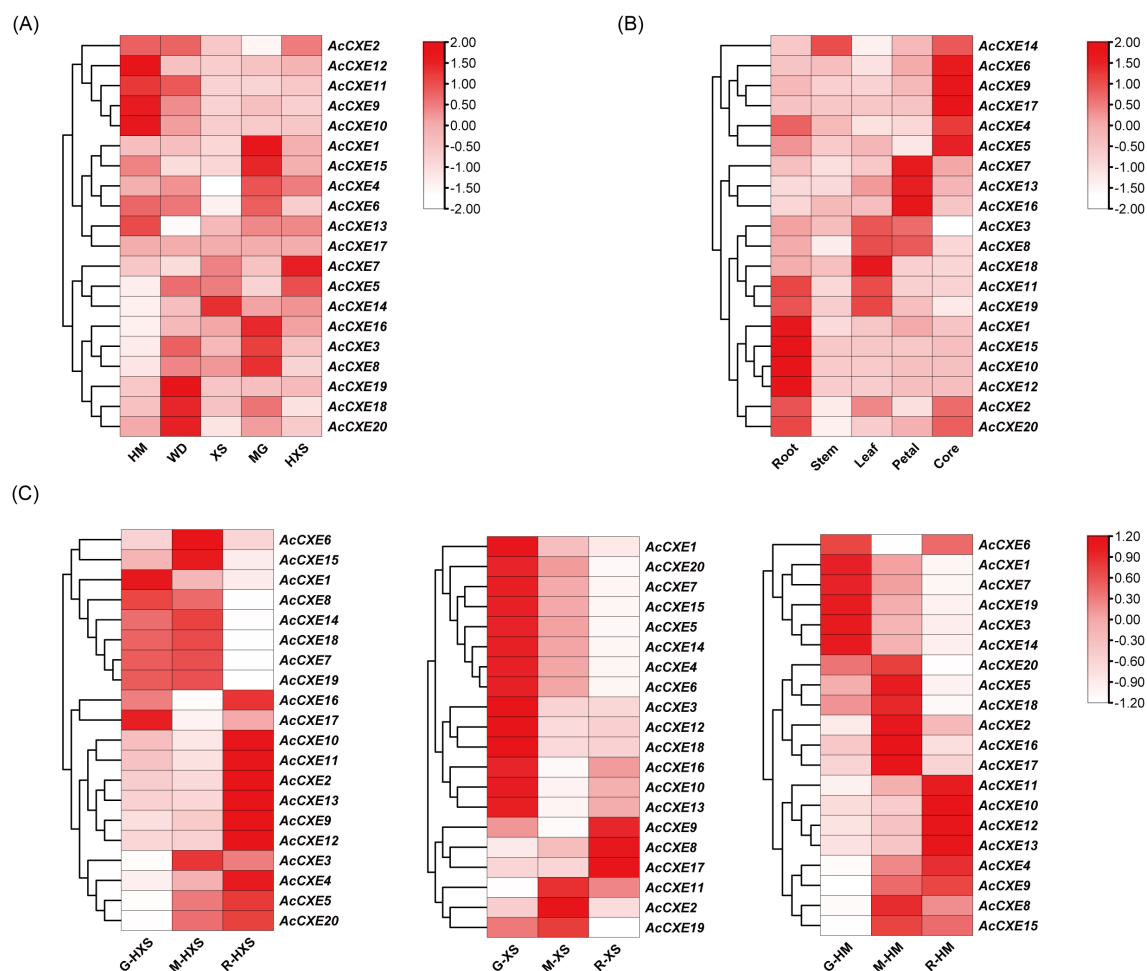 (A)
AcCXE2
AcCXE12
AcCXE11
AcCXE9
AcCXE10
AcCXE1
AcCXE15
AcCXE4
AcCXE6
AcCXE13
AcCXE17
AcCXE7
AcCXE5
AcCXE14
AcCXE16
AcCXE3
AcCXE8
AcCXE19
AcCXE18
AcCXE20
HM WD XS MG HXS
2.00
1.50
1.00
0.50
0.00
-0.50
-1.00
-1.50
-2.00
(B)
AcCXE14
AcCXE6
AcCXE9
AcCXE17
AcCXE4
AcCXE5
AcCXE7
AcCXE13
AcCXE16
AcCXE3
AcCXE8
AcCXE18
AcCXE11
AcCXE19
AcCXE1
AcCXE15
AcCXE10
AcCXE12
AcCXE2
AcCXE20
Root Stem Leaf Petal Core
2.00
1.50
1.00
0.50
0.00
-0.50
-1.00
-1.50
-2.00
(C)
AcCXE6
AcCXE15
AcCXE1
AcCXE8
AcCXE14
AcCXE18
AcCXE7
AcCXE19
AcCXE16
AcCXE17
AcCXE10
AcCXE11
AcCXE2
AcCXE13
AcCXE9
AcCXE12
AcCXE3
AcCXE4
AcCXE5
AcCXE20
G-HXS M-HXS R-HXS
AcCXE1
AcCXE20
AcCXE7
AcCXE15
AcCXE5
AcCXE14
AcCXE4
AcCXE6
AcCXE3
AcCXE12
AcCXE18
AcCXE16
AcCXE10
AcCXE13
AcCXE9
AcCXE8
AcCXE17
AcCXE11
AcCXE2
AcCXE19
G-XS M-XS R-XS
AcCXE6
AcCXE1
AcCXE7
AcCXE19
AcCXE3
AcCXE14
AcCXE20
AcCXE5
AcCXE18
AcCXE2
AcCXE16
AcCXE17
AcCXE11
AcCXE10
AcCXE12
AcCXE13
AcCXE4
AcCXE9
AcCXE8
AcCXE15
G-HM M-HM R-HM
1.20
0.90
0.60
0.30
0.00
-0.30
-0.60
-0.90
-1.20